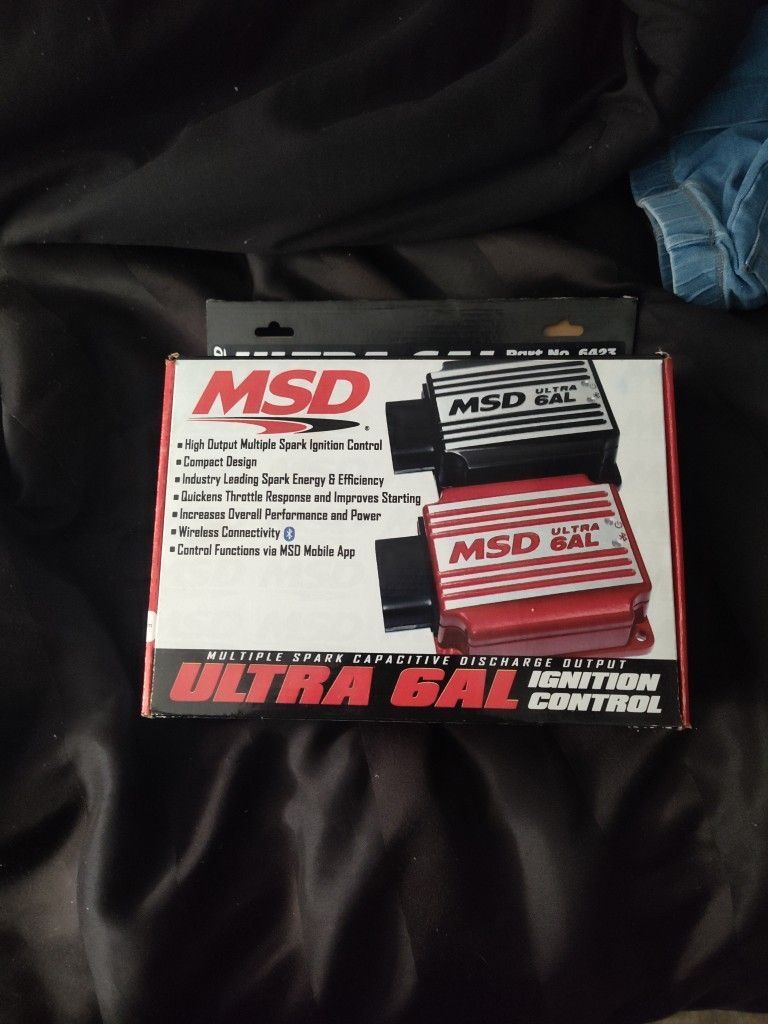 ULTRA 6AL Part No. 6423
MSD
®
▪ High Output Multiple Spark Ignition Control
▪ Compact Design
▪ Industry Leading Spark Energy & Efficiency
▪ Quickens Throttle Response and Improves Starting
▪ Increases Overall Performance and Power
▪ Wireless Connectivity
▪ Control Functions via MSD Mobile App
MSD ULTRA 6AL
MSD ULTRA 6AL
MULTIPLE SPARK CAPACITIVE DISCHARGE OUTPUT
ULTRA 6AL IGNITION
CONTROL